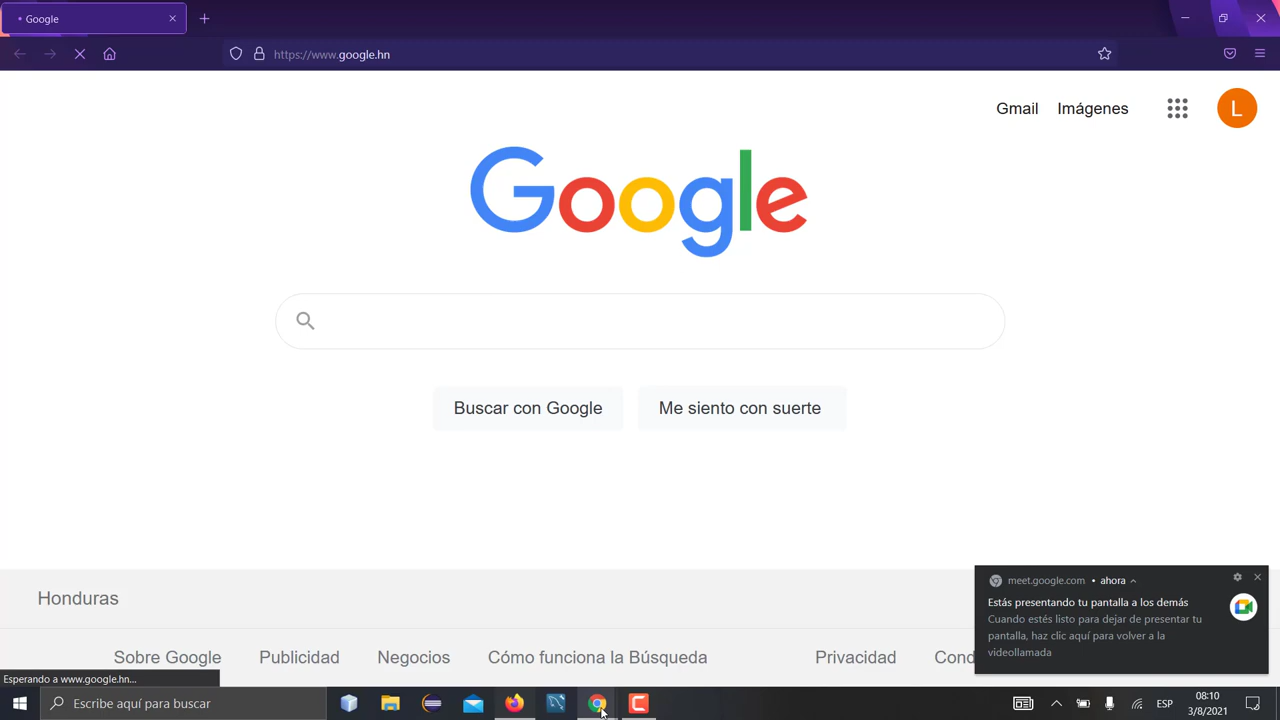 Google
https://www.google.hn
Gmail Imágenes
L
Google
Buscar con Google Me siento con suerte
Honduras
meet.google.com • ahora
Estás presentando tu pantalla a los demás
Cuando estés listo para dejar de presentar tu
pantalla, haz clic aquí para volver a la
videollamada
Sobre Google Publicidad Negocios Cómo funciona la Búsqueda Privacidad Cond
Esperando a www.google.hn...
Escribe aquí para buscar
ESP
08:10
3/8/2021